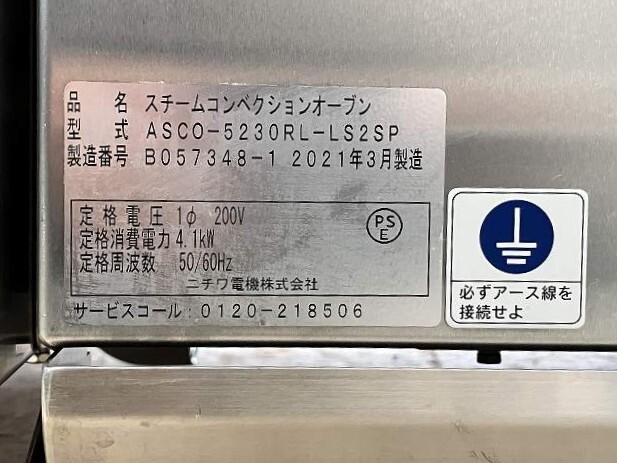 品名 スチームコンベクションオーブン
型式 ASCO-5230RL-LS2SP
製造番号 B057348-1 2021年3月製造
定格電圧 1φ 200V
定格消費電力 4.1kW
定格周波数 50/60Hz
PS
E
ニチワ電機株式会社
サービスコール:0120-218506
必ずアース線を
接続せよ